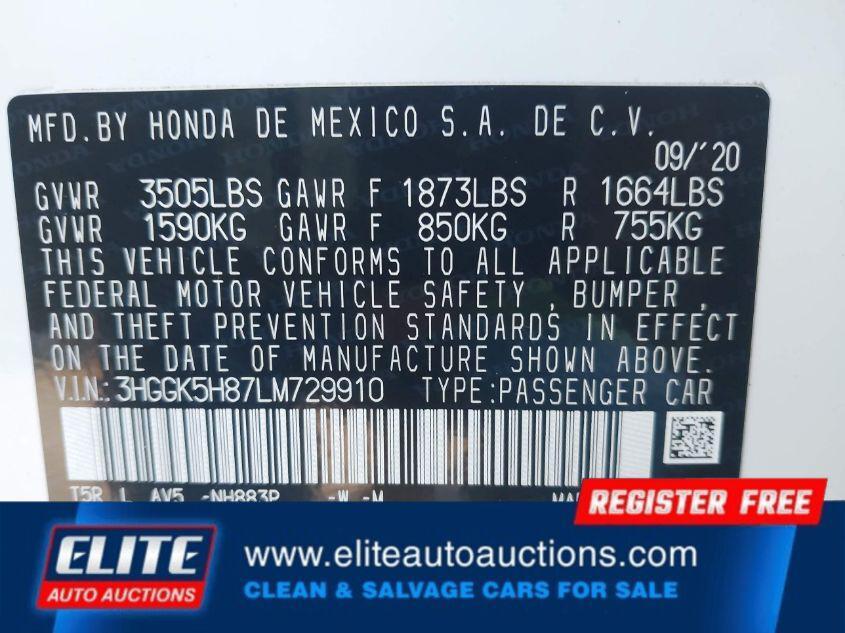 MFD.BY HONDA DE MEXICO S.A. DE C.V.
09/'20
GVWR 3505LBS GAWR F 1873LBS R 1664LBS
GVWR 1590KG GAWR F 850KG R 755KG
THIS VEHICLE CONFORMS TO ALL APPLICABLE
FEDERAL MOTOR VEHICLE SAFETY , BUMPER ,
AND THEFT PREVENTION STANDARDS IN EFFECT
ON THE DATE OF MANUFACTURE SHOWN ABOVE.
V.I.N.: 3HGGK5H87LM729910 TYPE:PASSENGER CAR
T5R L AV5 -NH883P -W -M
REGISTER FREE
ELITE
AUTO AUCTIONS
www.eliteautoauctions.com
CLEAN & SALVAGE CARS FOR SALE